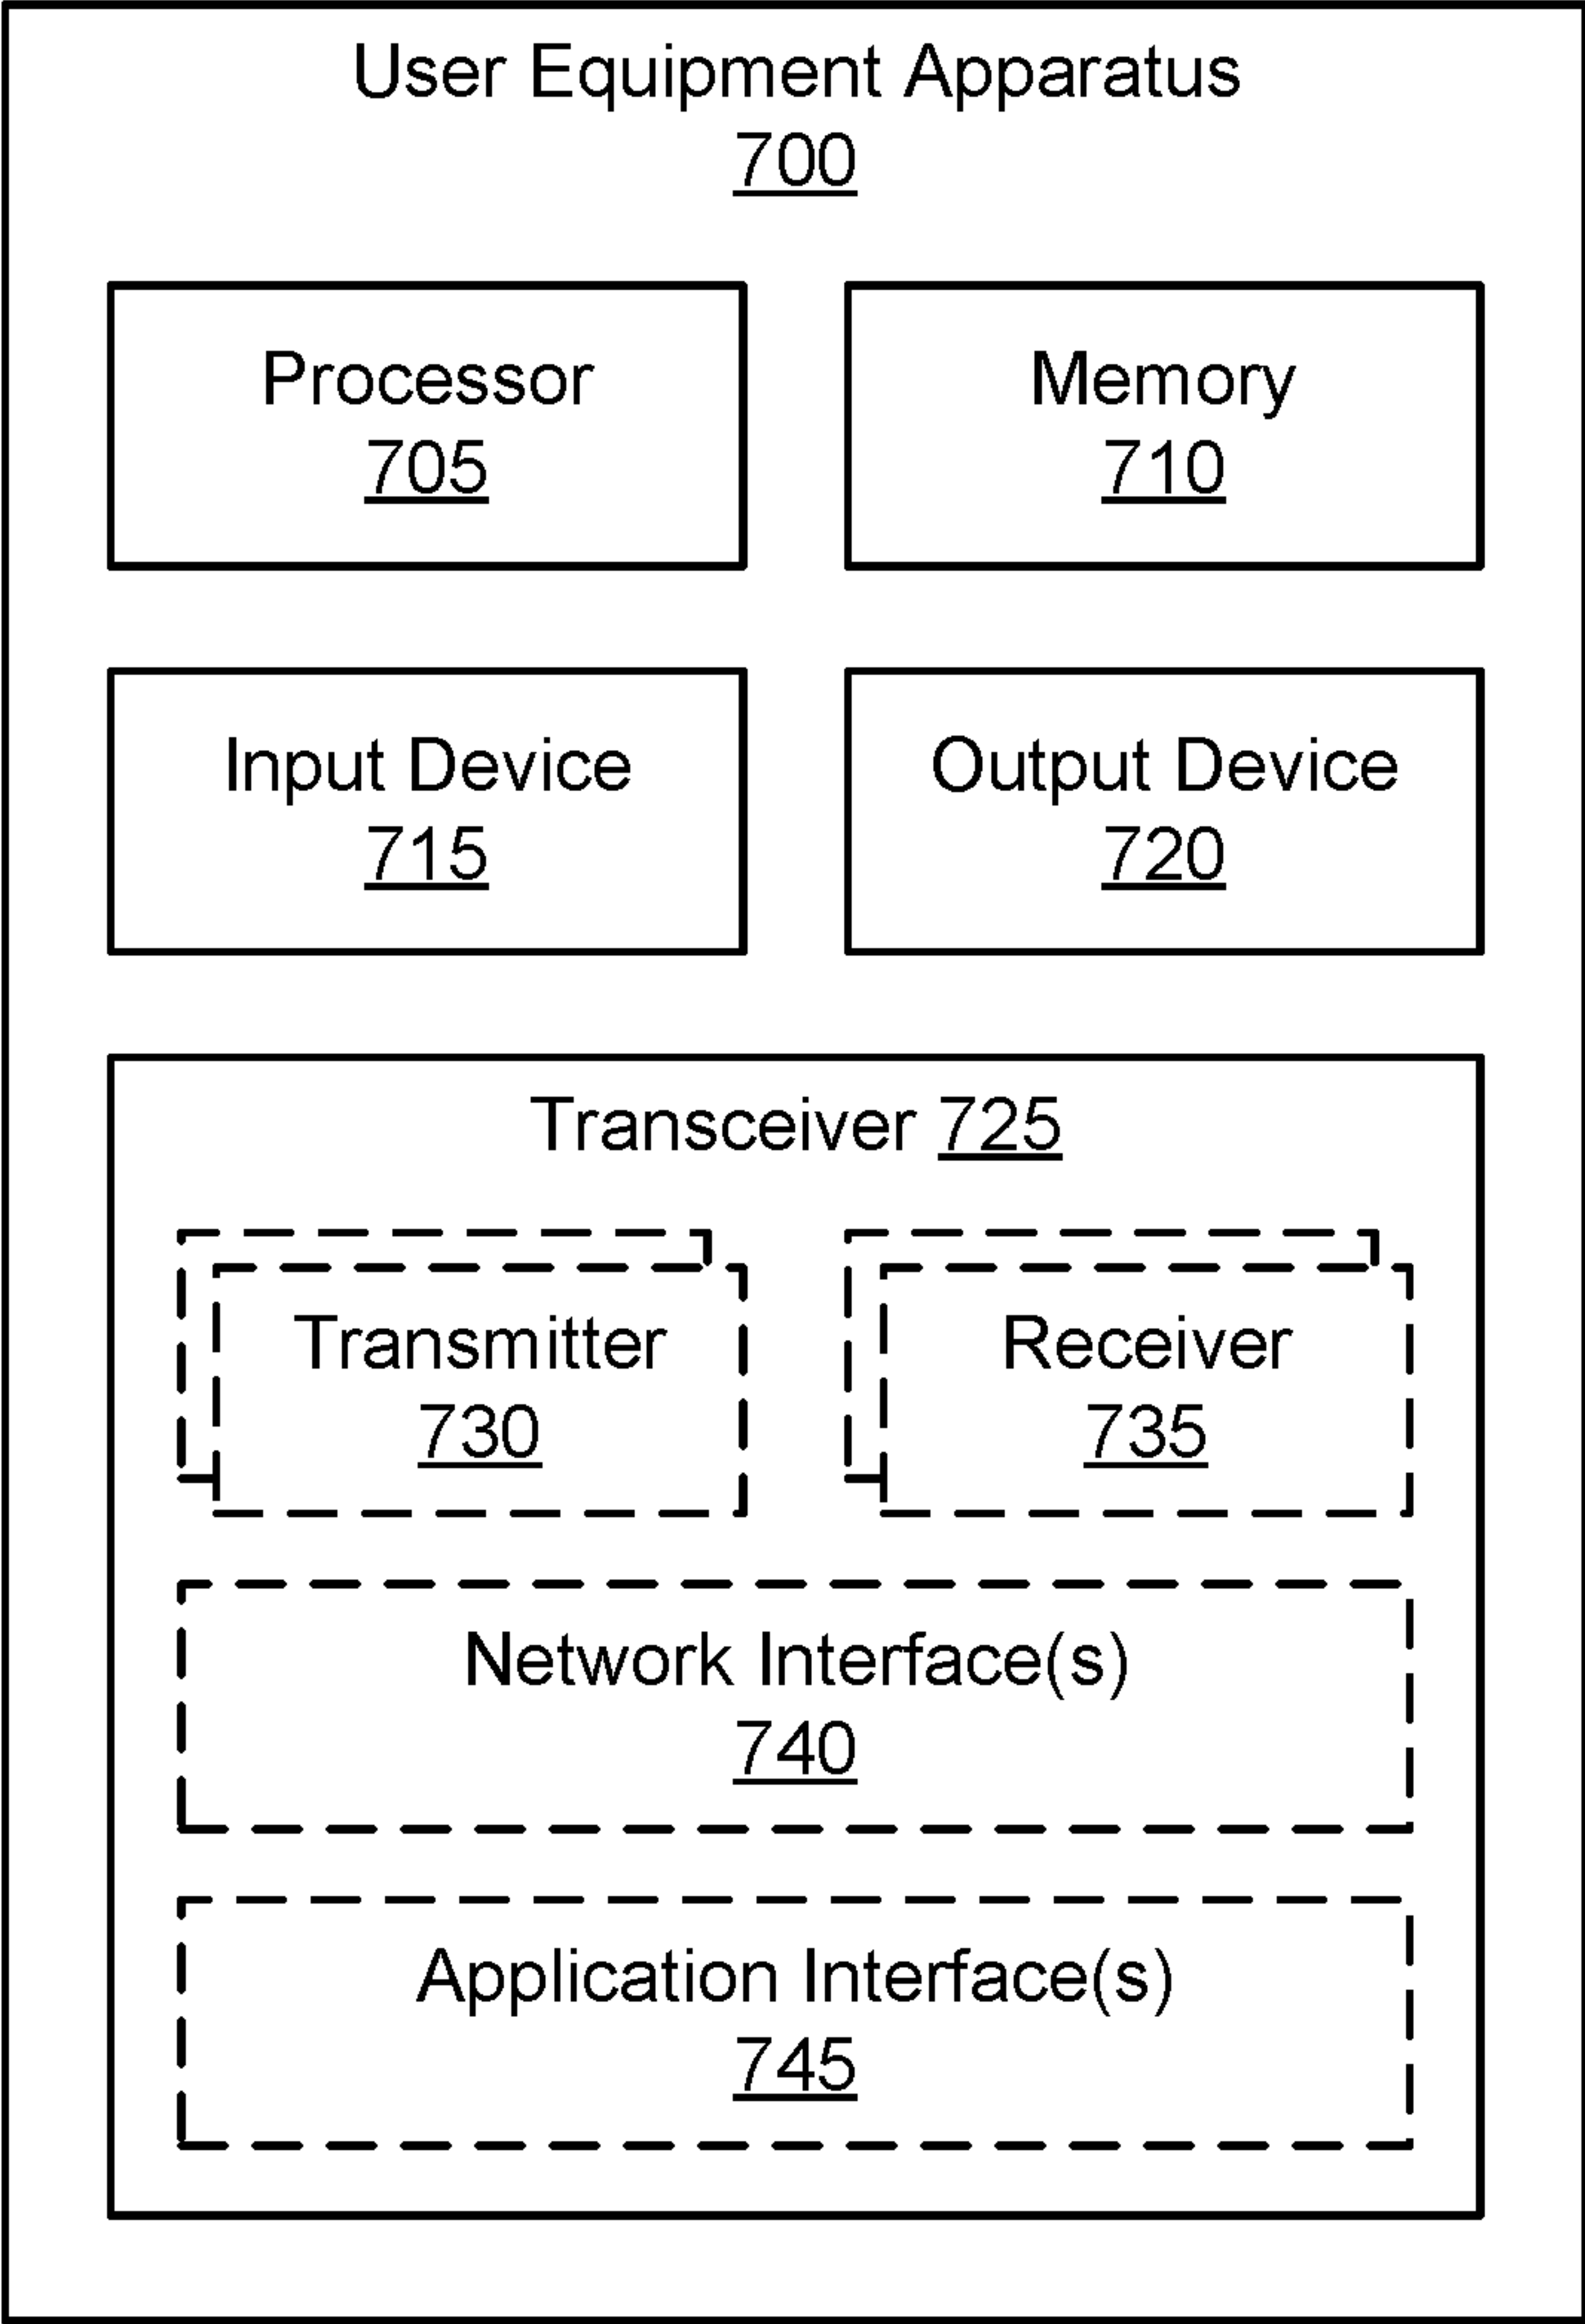 User Equipment Apparatus
700
Processor
705
Memory
710
Input Device
715
Output Device
720
Transceiver 725
Transmitter
730
Receiver
735
Network Interface(s)
740
Application Interface(s)
745